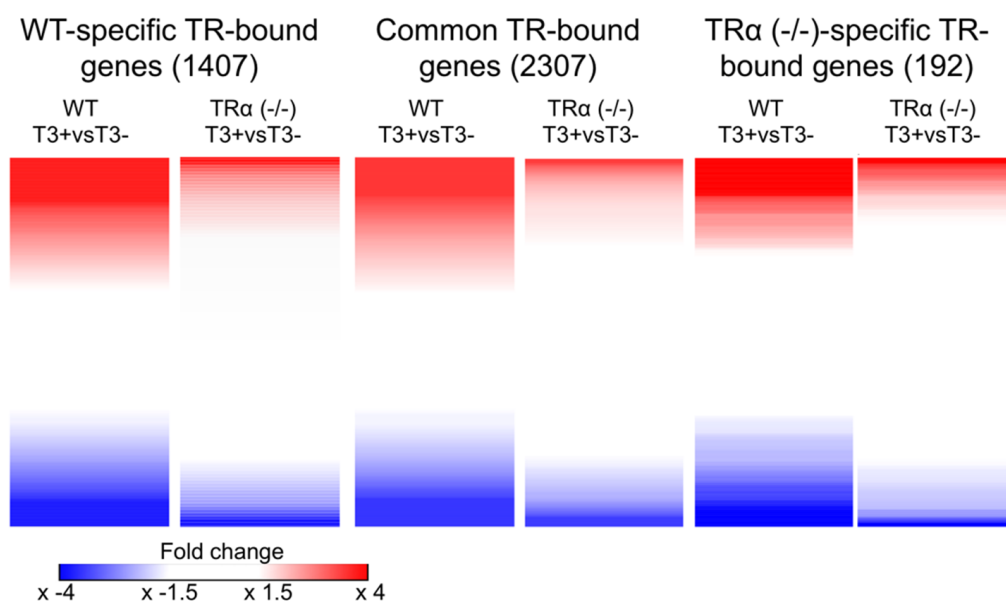 WT-specific TR-bound
genes (1407)
Common TR-bound
genes (2307)
TRα (-/-)-specific TR-
bound genes (192)
WT
T3+vsT3-
TRα (-/-)
T3+vsT3-
WT
T3+vsT3-
TRα (-/-)
T3+vsT3-
WT
T3+vsT3-
TRα (-/-)
T3+vsT3-
Fold change
x -4
x -1.5
x 1.5
x 4